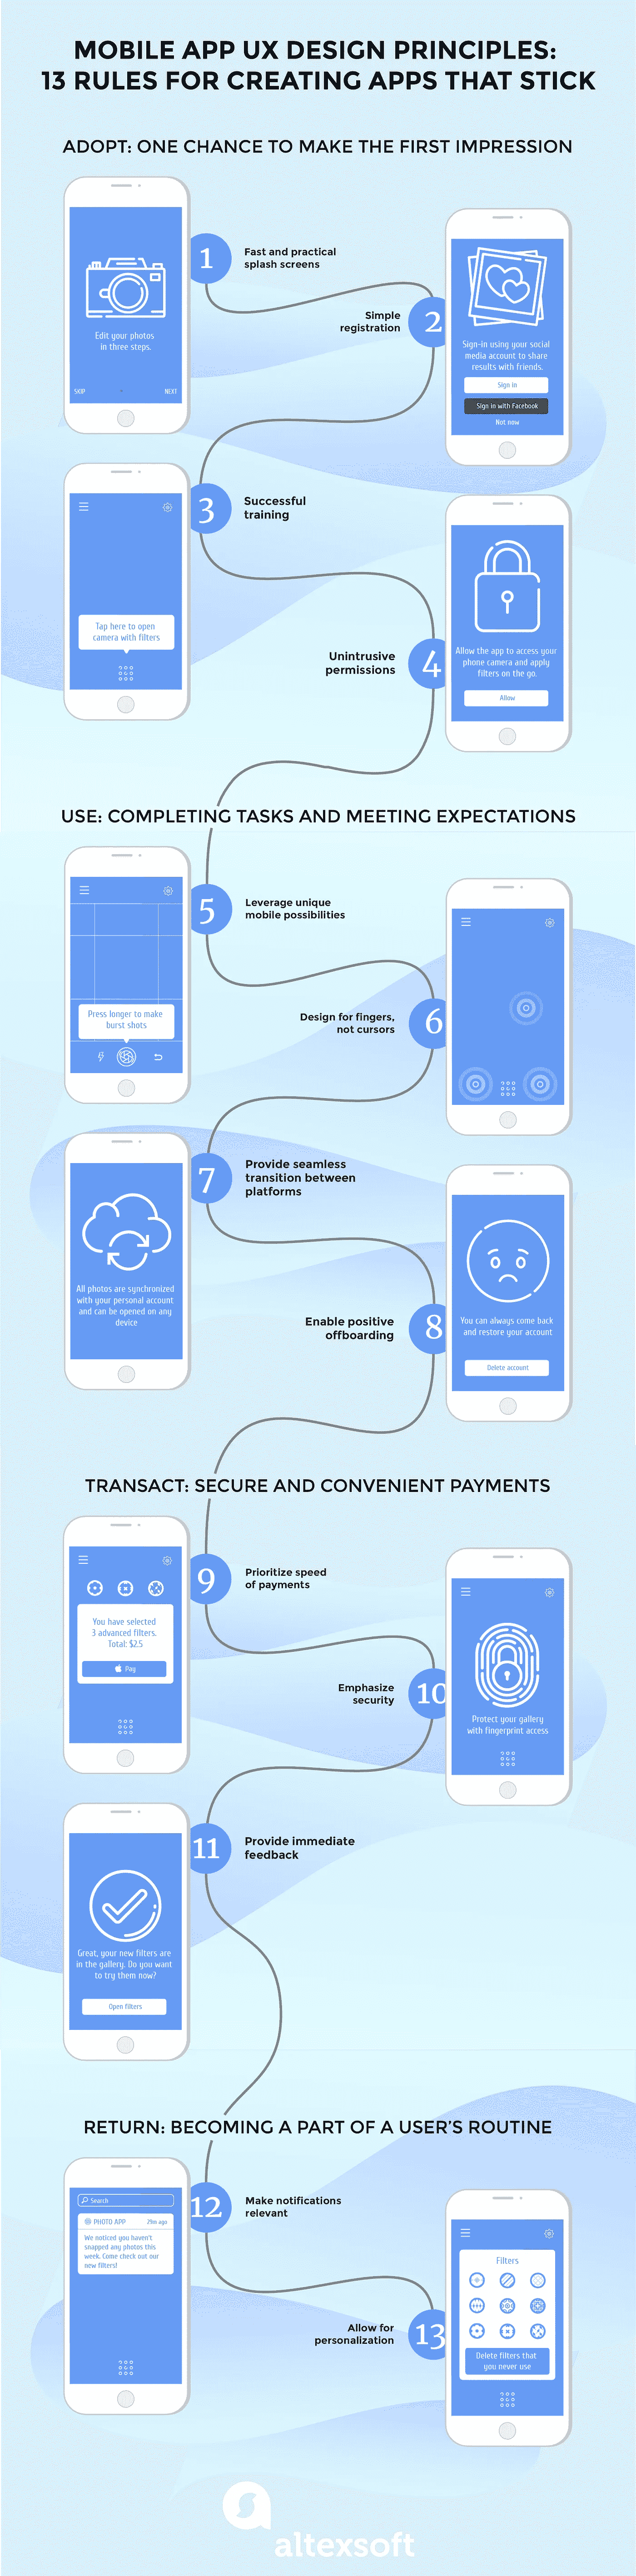 MOBILE APP UX DESIGN PRINCIPLES:
13 RULES FOR CREATING APPS THAT STICK
ADOPT: ONE CHANCE TO MAKE THE FIRST IMPRESSION
1
Fast and practical
splash screens
Edit your photos
in three steps.
SKIP
NEXT
2
Simple
registration
Sign-in using your social
media account to share
results with friends.
Sign in
Sign in with Facebook
Not now
3
Successful
training
Tap here to open
camera with filters
4
Unintrusive
permissions
Allow the app to access your
phone camera and apply
filters on the go.
Allow
USE: COMPLETING TASKS AND MEETING EXPECTATIONS
5
Leverage unique
mobile possibilities
Press longer to make
burst shots
6
Design for fingers,
not cursors
7
Provide seamless
transition between
platforms
All photos are synchronized
with your personal account
and can be opened on any
device
8
Enable positive
offboarding
You can always come back
and restore your account
Delete account
TRANSACT: SECURE AND CONVENIENT PAYMENTS
9
Prioritize speed
of payments
You have selected
3 advanced filters.
Total: $2.5
Pay
10
Emphasize
security
Protect your gallery
with fingerprint access
11
Provide immediate
feedback
Great, your new filters are
in the gallery. Do you want
to try them now?
Open filters
RETURN: BECOMING A PART OF A USER'S ROUTINE
12
Make notifications
relevant
Search
PHOTO APP
29m ago
We noticed you haven't
snapped any photos this
week. Come check out our
new filters!
13
Allow for
personalization
Filters
Delete filters that
you never use
altexsoft